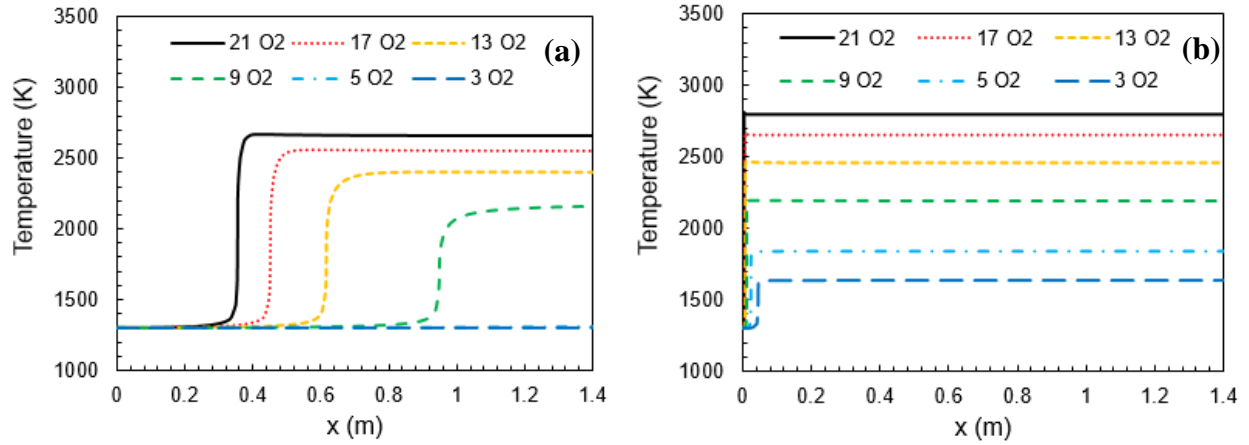 3500
3000
2500
2000
1500
1000
Temperature (K)
21 O2 17 O2 13 O2
9 O2 5 O2 3 O2
(a)
0 0.2 0.4 0.6 0.8 1 1.2 1.4
x (m)
3500
3000
2500
2000
1500
1000
Temperature (K)
21 O2 17 O2 13 O2
9 O2 5 O2 3 O2
(b)
0 0.2 0.4 0.6 0.8 1 1.2 1.4
x (m)